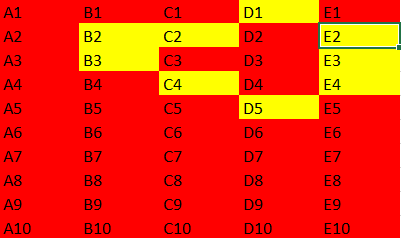 A1 B1 C1 D1 E1
A2 B2 C2 D2 E2
A3 B3 C3 D3 E3
A4 B4 C4 D4 E4
A5 B5 C5 D5 E5
A6 B6 C6 D6 E6
A7 B7 C7 D7 E7
A8 B8 C8 D8 E8
A9 B9 C9 D9 E9
A10 B10 C10 D10 E10